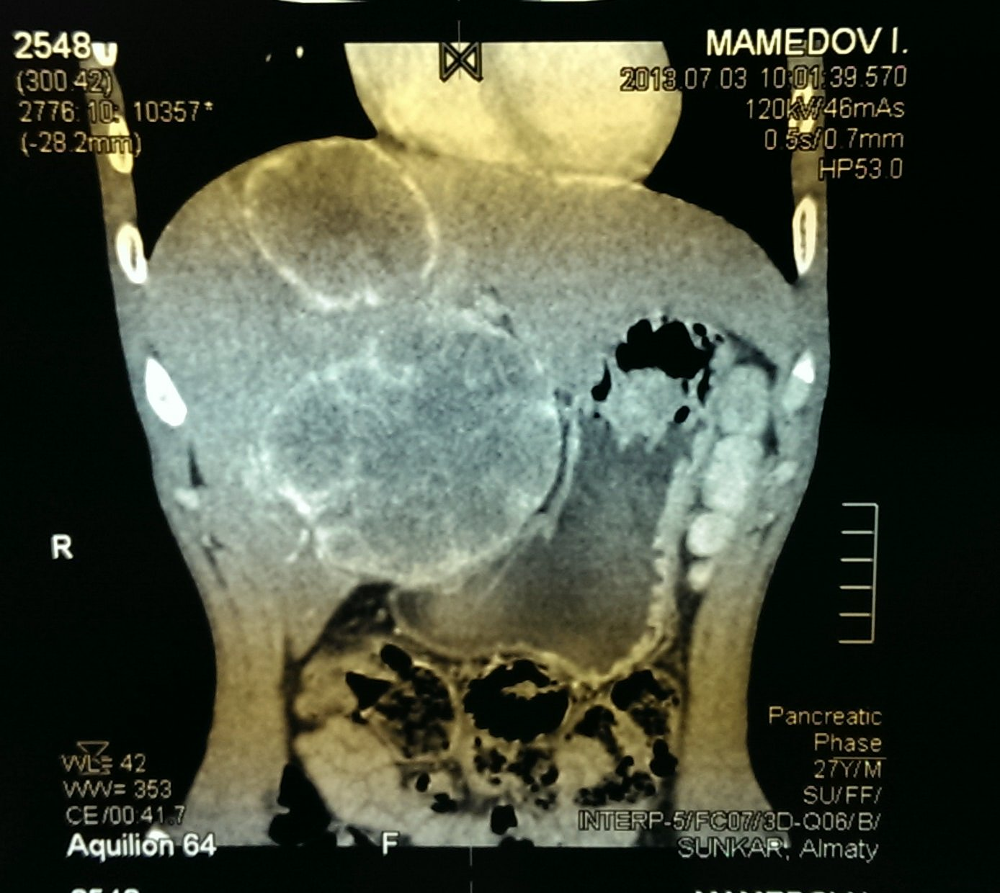 2548
(300.42)
2776: 10: 10357*
(-28.2mm)
MAMEDOV I.
2013.07.03 10:01:39.570
120kV/46mAs
0.5s/0.7mm
HP53.0
R
Pancreatic
Phase
27Y/M
SU/FF/
INTERP-5/FC07//3D-Q06/B/
SUNKAR, Almaty
WL= 42
WW= 353
CE/00:41.7
Aquilion 64
F